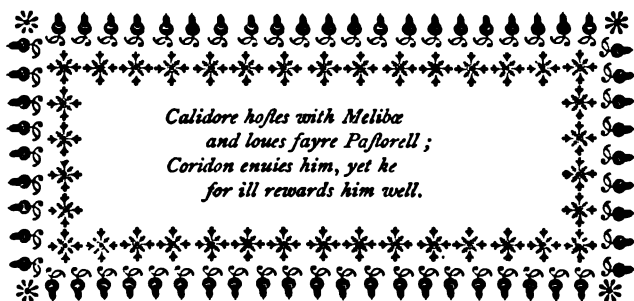 Calidore hoſtes with Melibœ
and loues fayre Paſtorell ;
Coridon enuies him, yet he
for ill rewards him well.